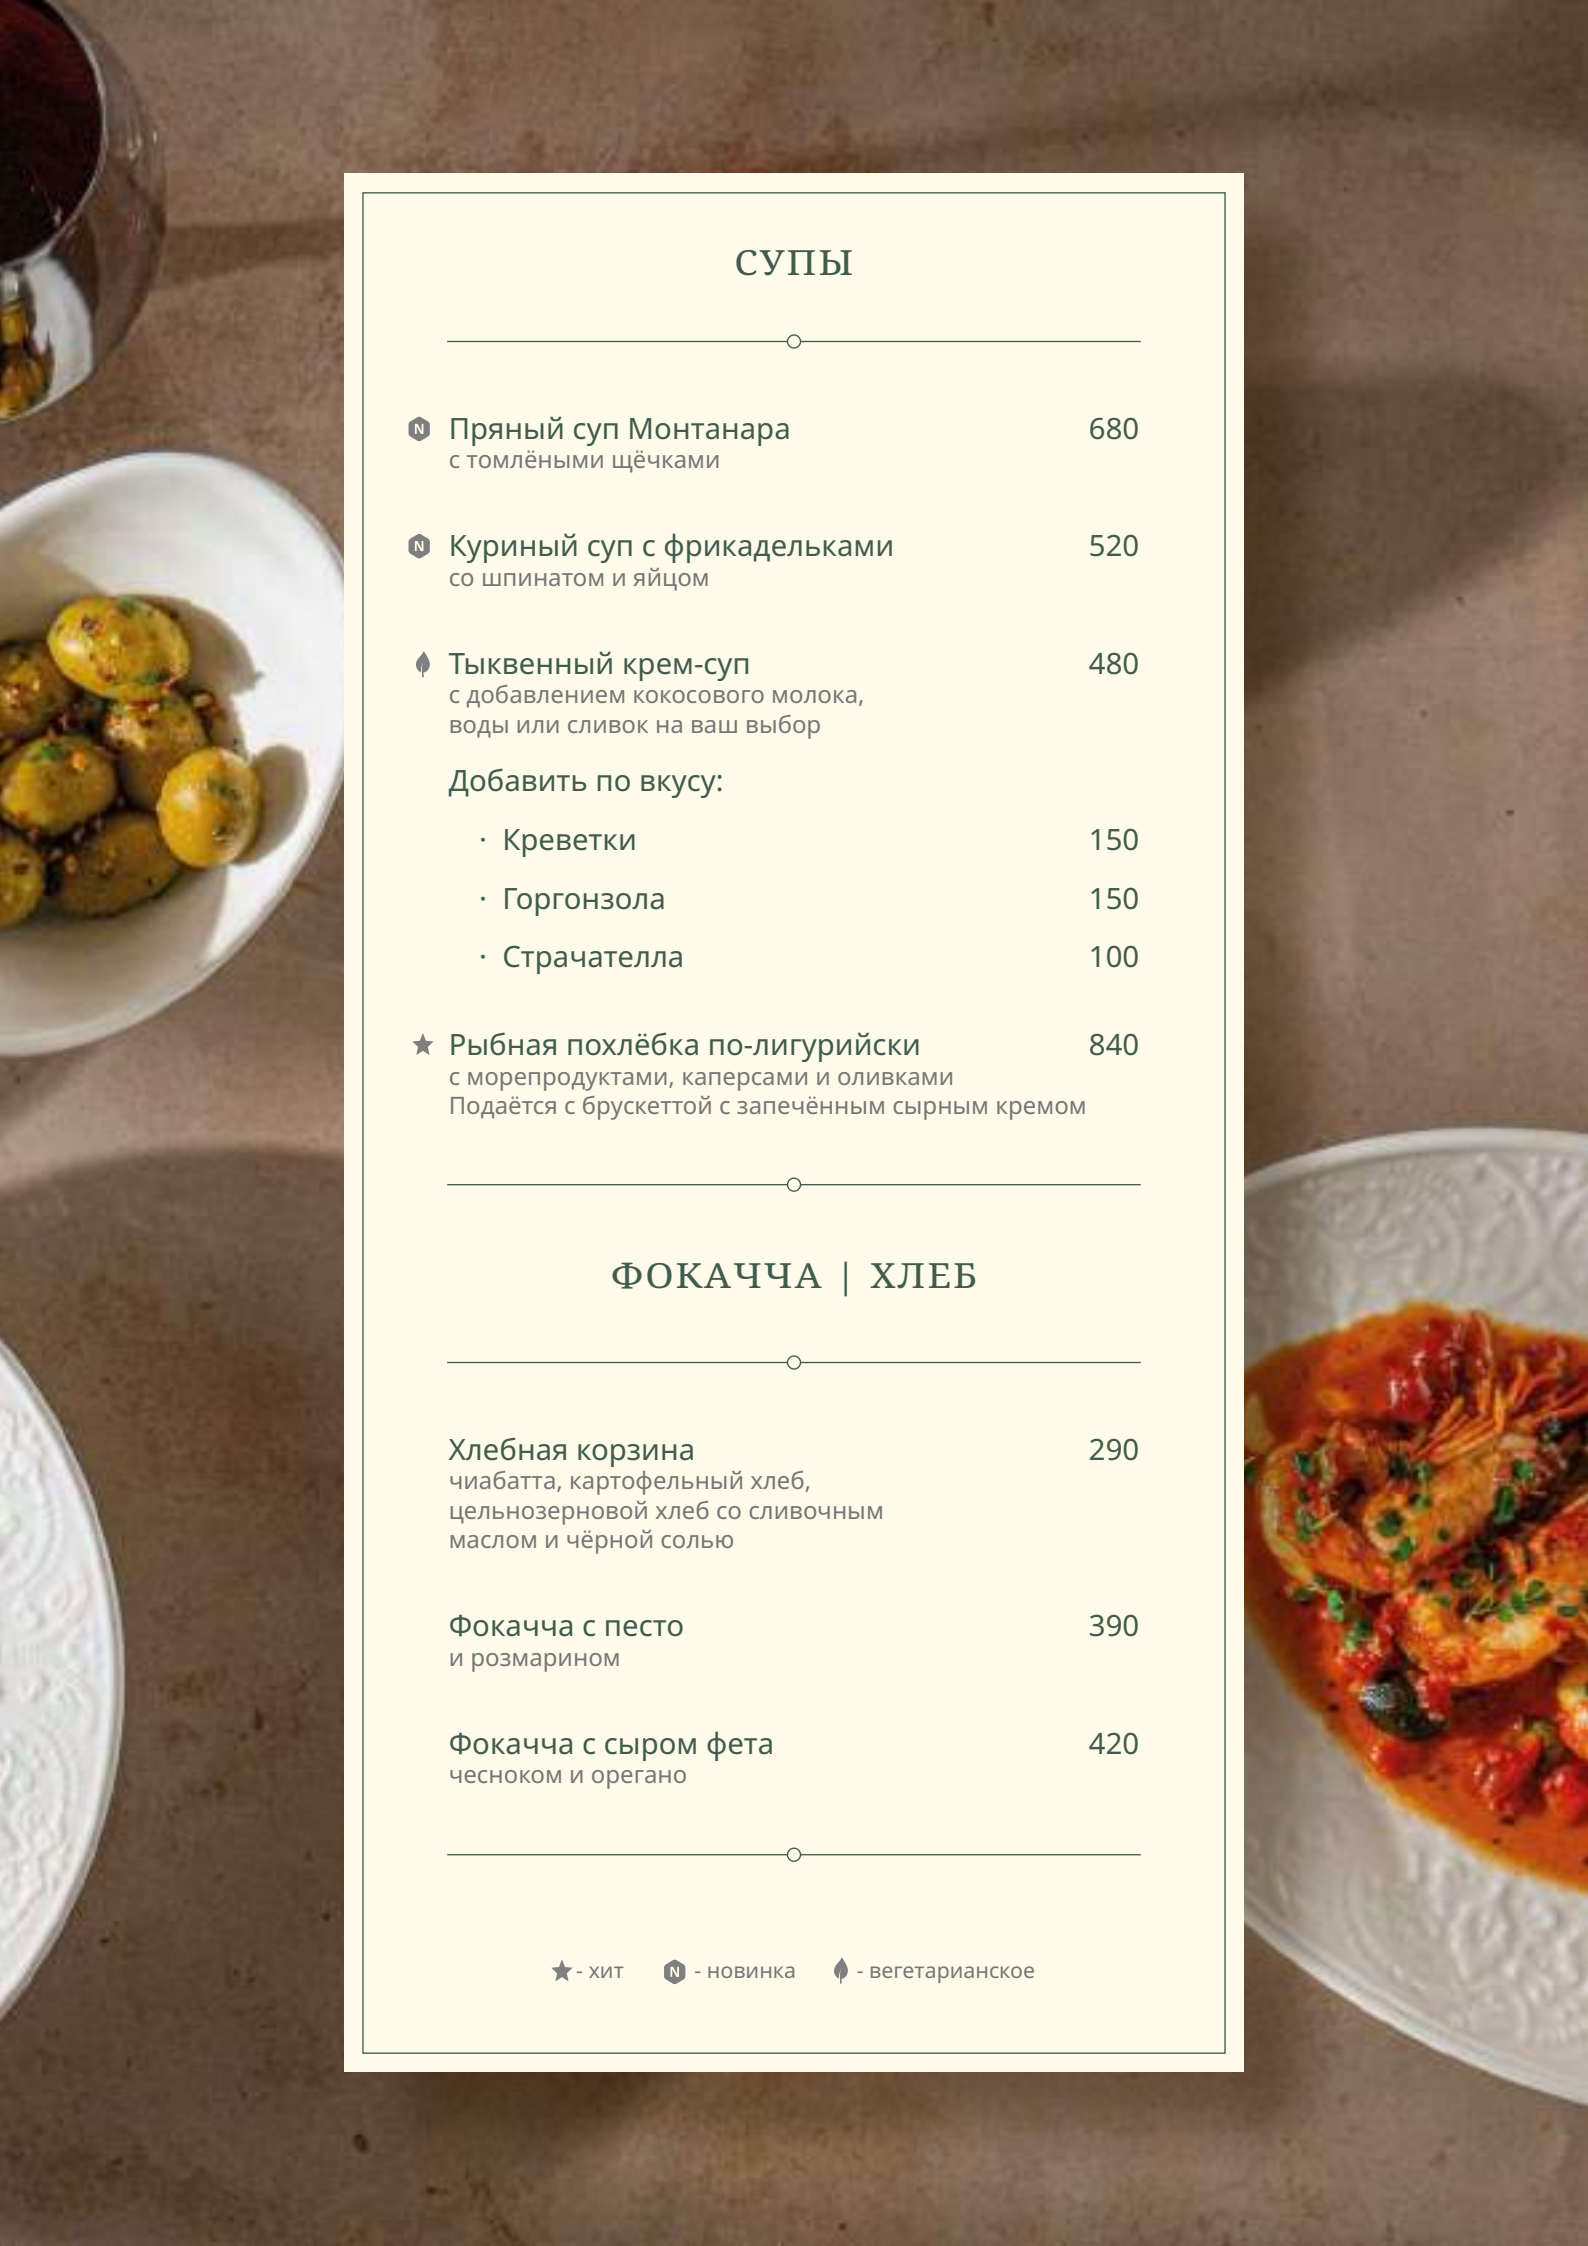 СУПЫ
N Пряный суп Монтанара 680
с томлёными щёчками
N Куриный суп с фрикадельками 520
со шпинатом и яйцом
Тыквенный крем-суп 480
с добавлением кокосового молока,
воды или сливок на ваш выбор
Добавить по вкусу:
· Креветки 150
· Горгонзола 150
· Страчателла 100
Рыбная похлёбка по-лигурийски 840
с морепродуктами, каперсами и оливками
Подаётся с брускеттой с запечённым сырным кремом
ФОКАЧЧА | ХЛЕБ
Хлебная корзина 290
чиабатта, картофельный хлеб,
цельнозерновой хлеб со сливочным
маслом и чёрной солью
Фокачча с песто 390
и розмарином
Фокачча с сыром фета 420
чесноком и орегано
★ - хит N - новинка - вегетарианское